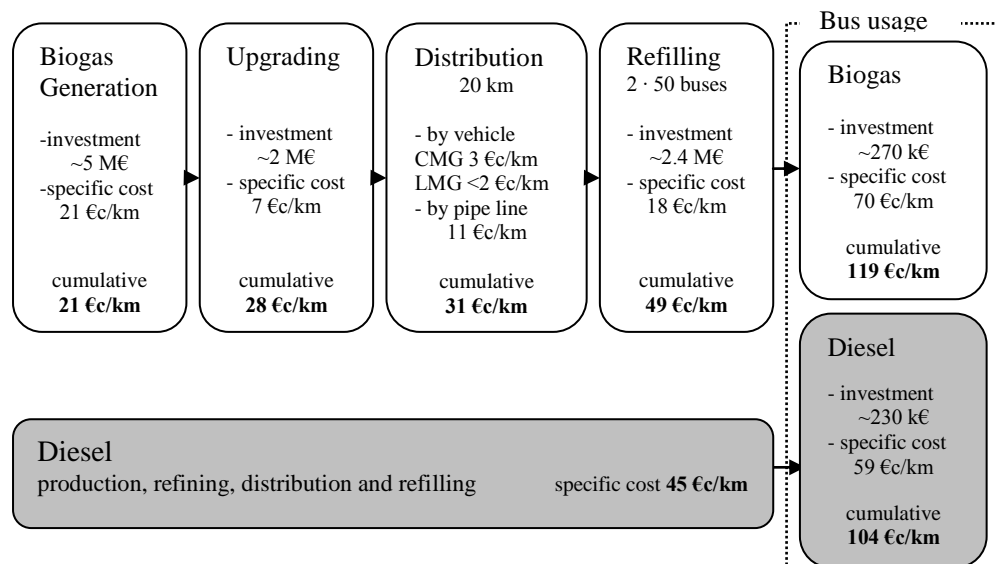 Bus usage
Biogas
Generation
-investment
~5 M€
-specific cost
21 €c/km
cumulative
21 €c/km
Upgrading
- investment
~2 M€
- specific cost
7 €c/km
cumulative
28 €c/km
Distribution
20 km
- by vehicle
CMG 3 €c/km
LMG <2 €c/km
- by pipe line
11 €c/km
cumulative
31 €c/km
Refilling
2 · 50 buses
- investment
~2.4 M€
- specific cost
18 €c/km
cumulative
49 €c/km
Biogas
- investment
~270 k€
- specific cost
70 €c/km
cumulative
119 €c/km
Diesel
production, refining, distribution and refilling
specific cost 45 €c/km
Diesel
- investment
~230 k€
- specific cost
59 €c/km
cumulative
104 €c/km